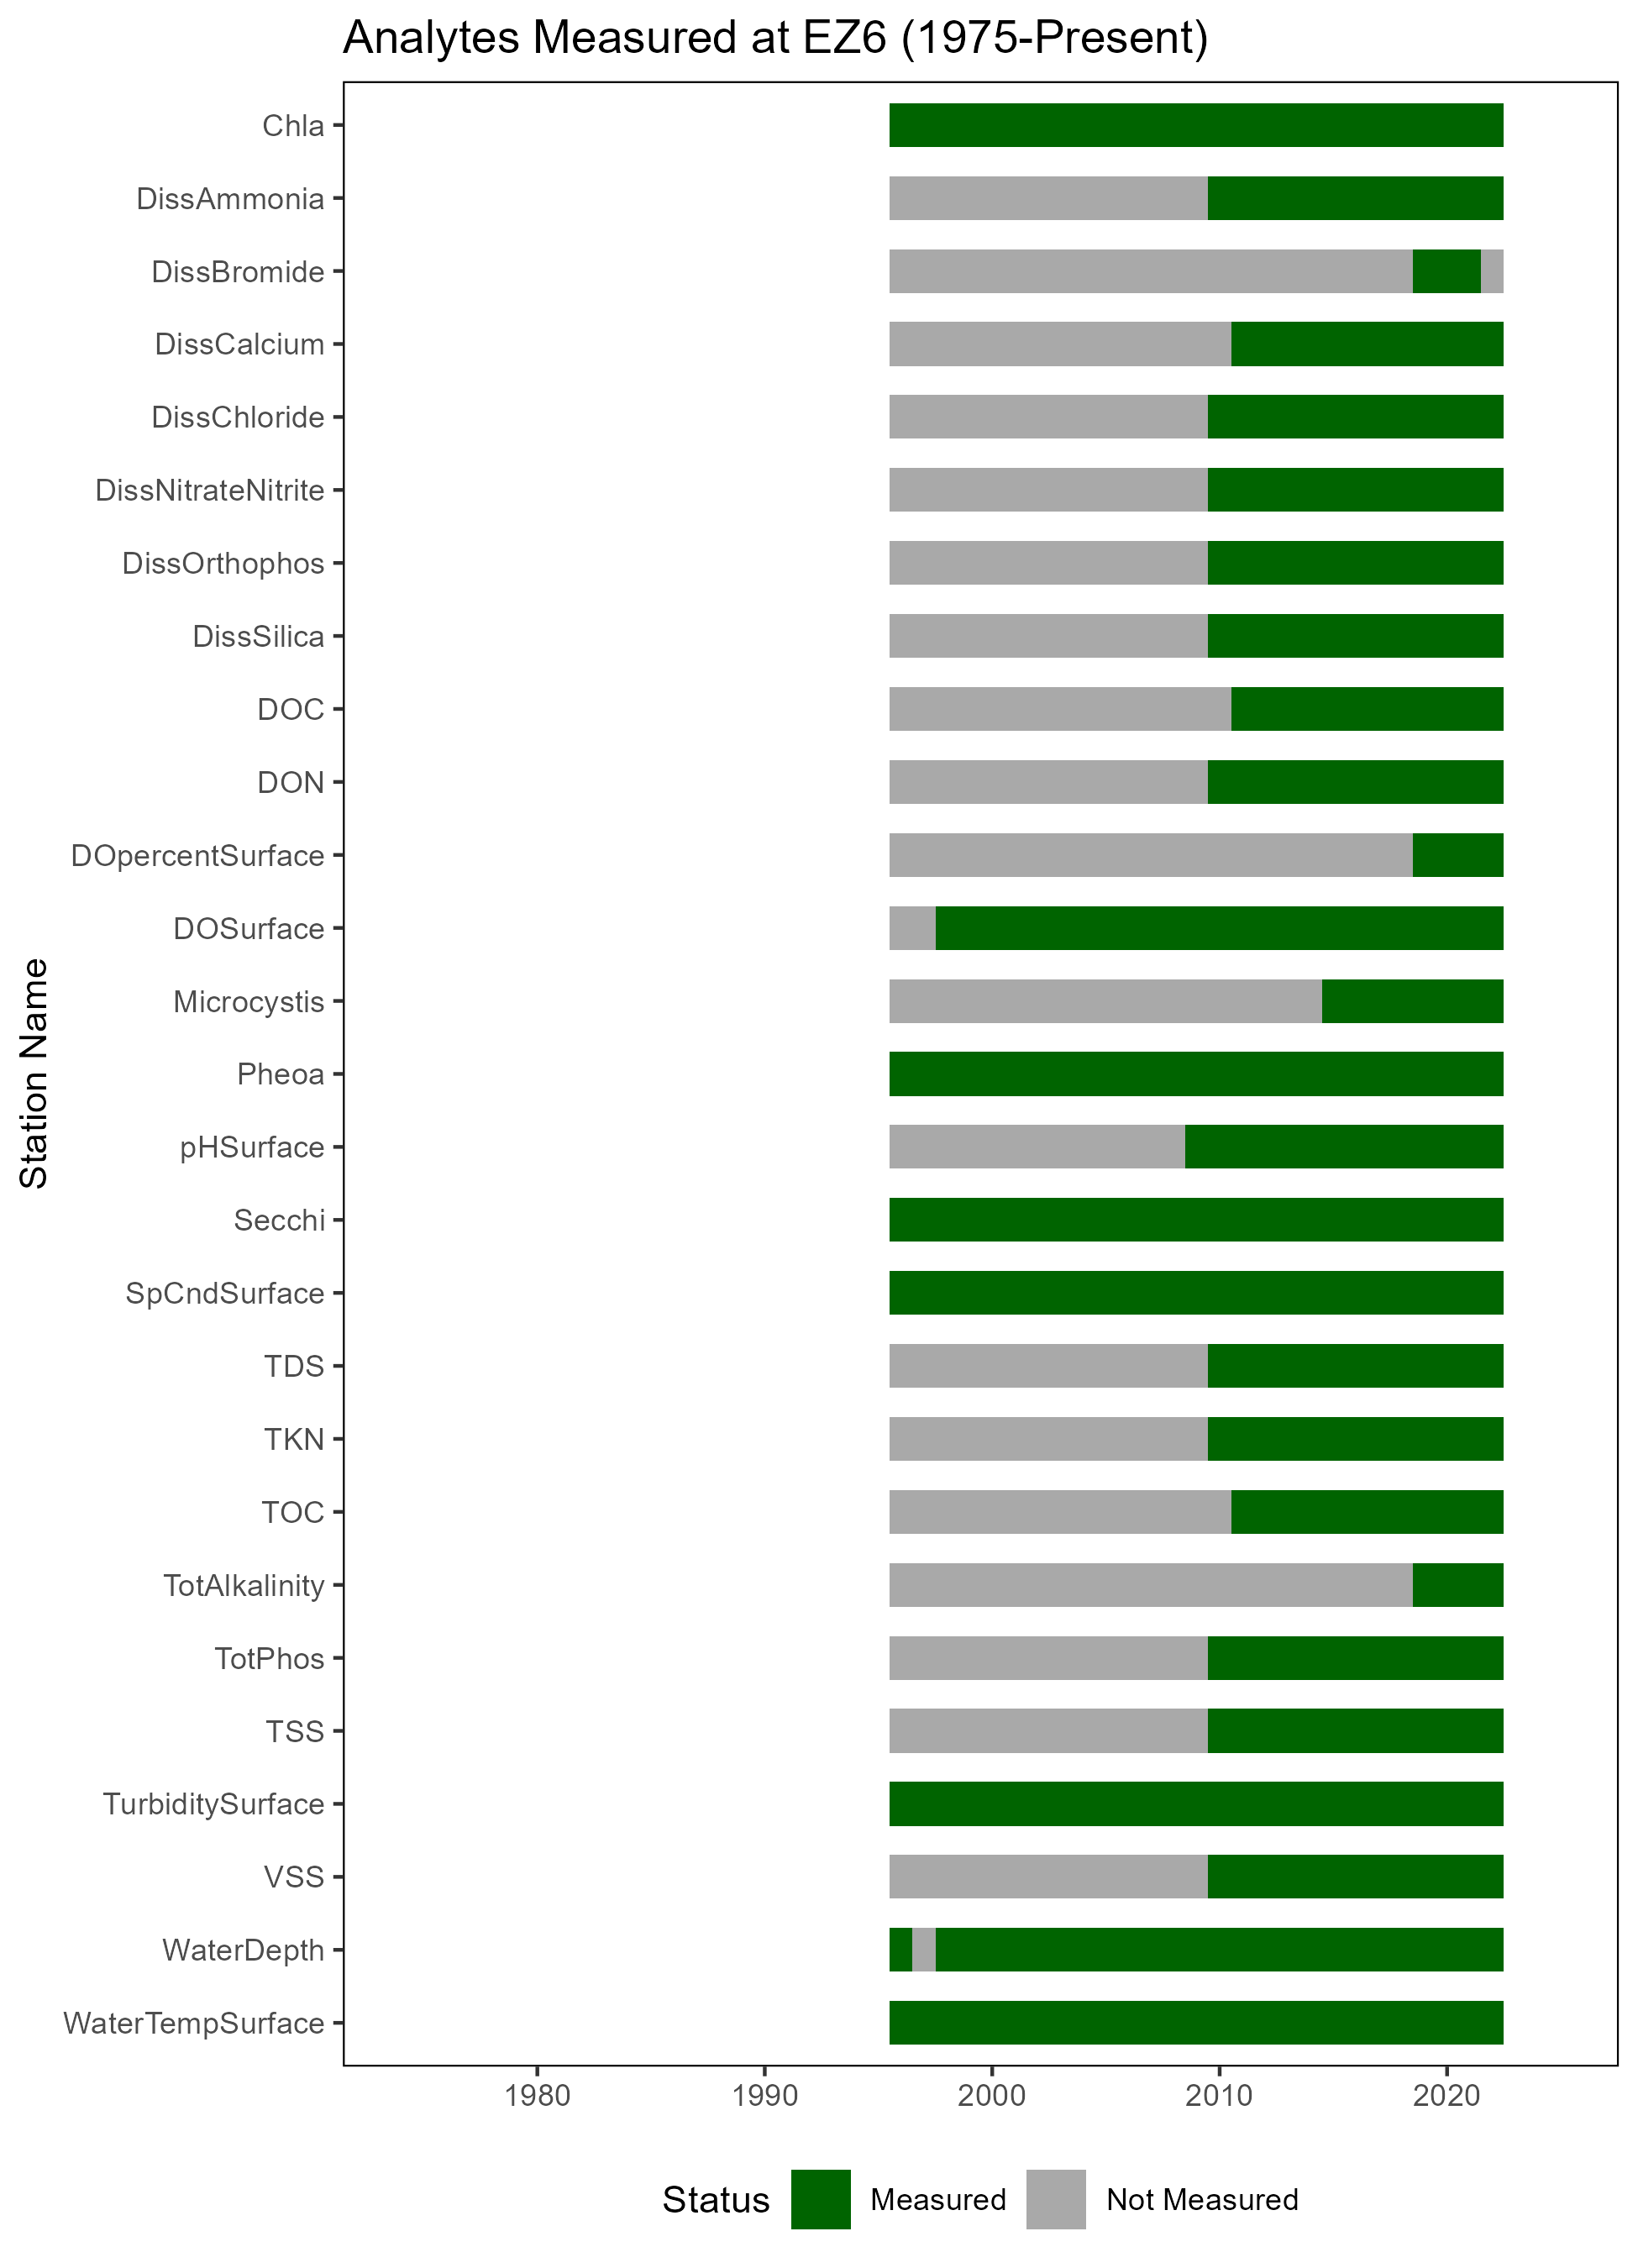 Analytes Measured at EZ6 (1975-Present)
Chla
DissAmmonia
DissBromide
DissCalcium
DissChloride
DissNitrateNitrite
DissOrthophos
DissSilica
DOC
DON
DOpercentSurface
DOSurface
Microcystis
Pheoa
pHSurface
Secchi
SpCndSurface
TDS
TKN
TOC
TotAlkalinity
TotPhos
TSS
TurbiditySurface
VSS
WaterDepth
WaterTempSurface
Station Name
1980 1990 2000 2010 2020
Status Measured Not Measured